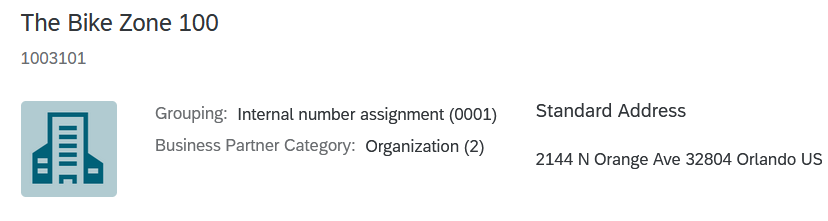 The Bike Zone 100
1003101
Grouping: Internal number assignment (0001)
Business Partner Category: Organization (2)
Standard Address
2144 N Orange Ave 32804 Orlando US